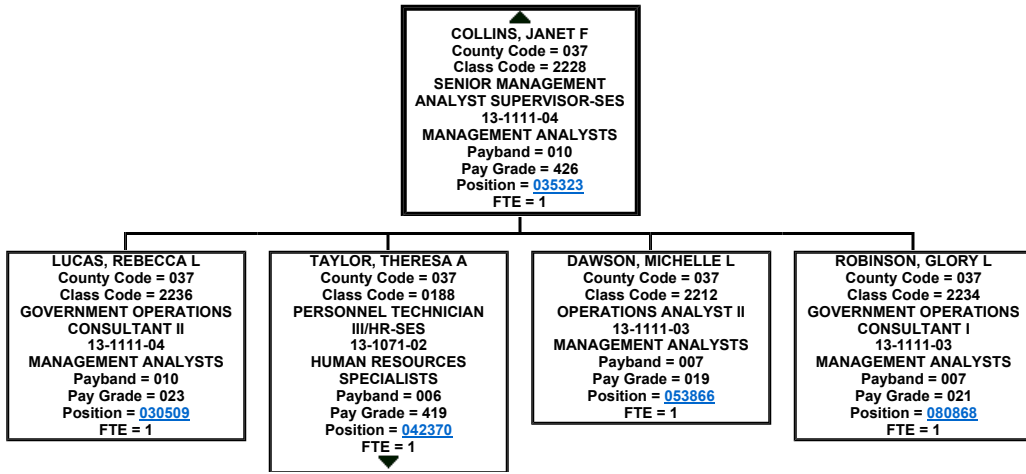 COLLINS, JANET F
County Code = 037
Class Code = 2228
SENIOR MANAGEMENT
ANALYST SUPERVISOR-SES
13-1111-04
MANAGEMENT ANALYSTS
Payband = 010
Pay Grade = 426
Position = 035323
FTE = 1
LUCAS, REBECCA L
County Code = 037
Class Code = 2236
GOVERNMENT OPERATIONS
CONSULTANT II
13-1111-04
MANAGEMENT ANALYSTS
Payband = 010
Pay Grade = 023
Position = 030509
FTE = 1
TAYLOR, THERESA A
County Code = 037
Class Code = 0188
PERSONNEL TECHNICIAN
III/HR-SES
13-1071-02
HUMAN RESOURCES
SPECIALISTS
Payband = 006
Pay Grade = 419
Position = 042370
FTE = 1
DAWSON, MICHELLE L
County Code = 037
Class Code = 2212
OPERATIONS ANALYST II
13-1111-03
MANAGEMENT ANALYSTS
Payband = 007
Pay Grade = 019
Position = 053866
FTE = 1
ROBINSON, GLORY L
County Code = 037
Class Code = 2234
GOVERNMENT OPERATIONS
CONSULTANT I
13-1111-03
MANAGEMENT ANALYSTS
Payband = 007
Pay Grade = 021
Position = 080868
FTE = 1